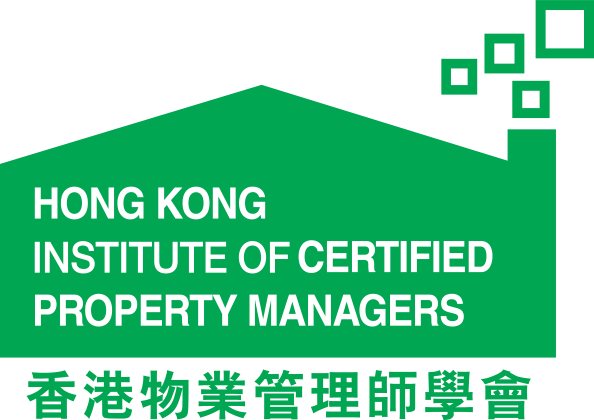 HONG KONG
INSTITUTE OF CERTIFIED
PROPERTY MANAGERS
香港物業管理師學會